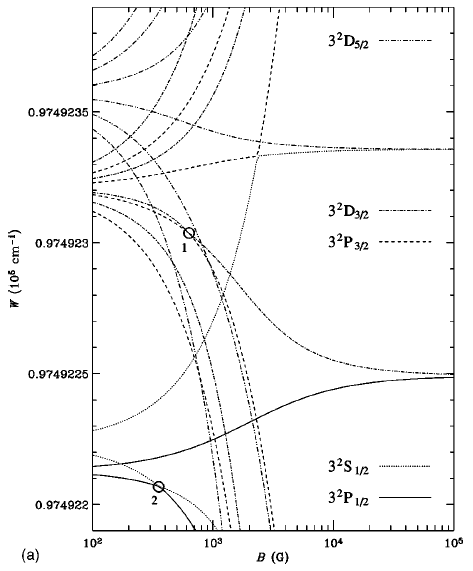 3²D₅/₂
0.9749235
3²D₃/₂
0.974923
3²P₃/₂
1
W (10⁵ cm⁻¹)
0.9749225
3²S₁/₂
3²P₁/₂
0.974922
2
10² 10³ 10⁴ 10⁵
(a)
B (G)